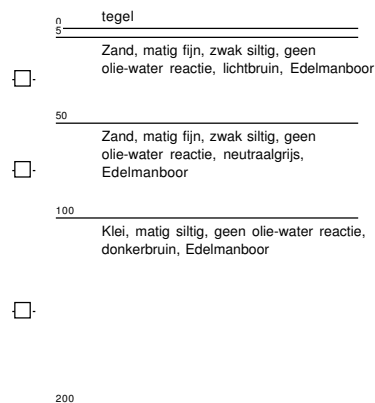 0 tegel
5
Zand, matig fijn, zwak siltig, geen
olie-water reactie, lichtbruin, Edelmanboor
50
Zand, matig fijn, zwak siltig, geen
olie-water reactie, neutraalgrijs,
Edelmanboor
100
Klei, matig siltig, geen olie-water reactie,
donkerbruin, Edelmanboor
200